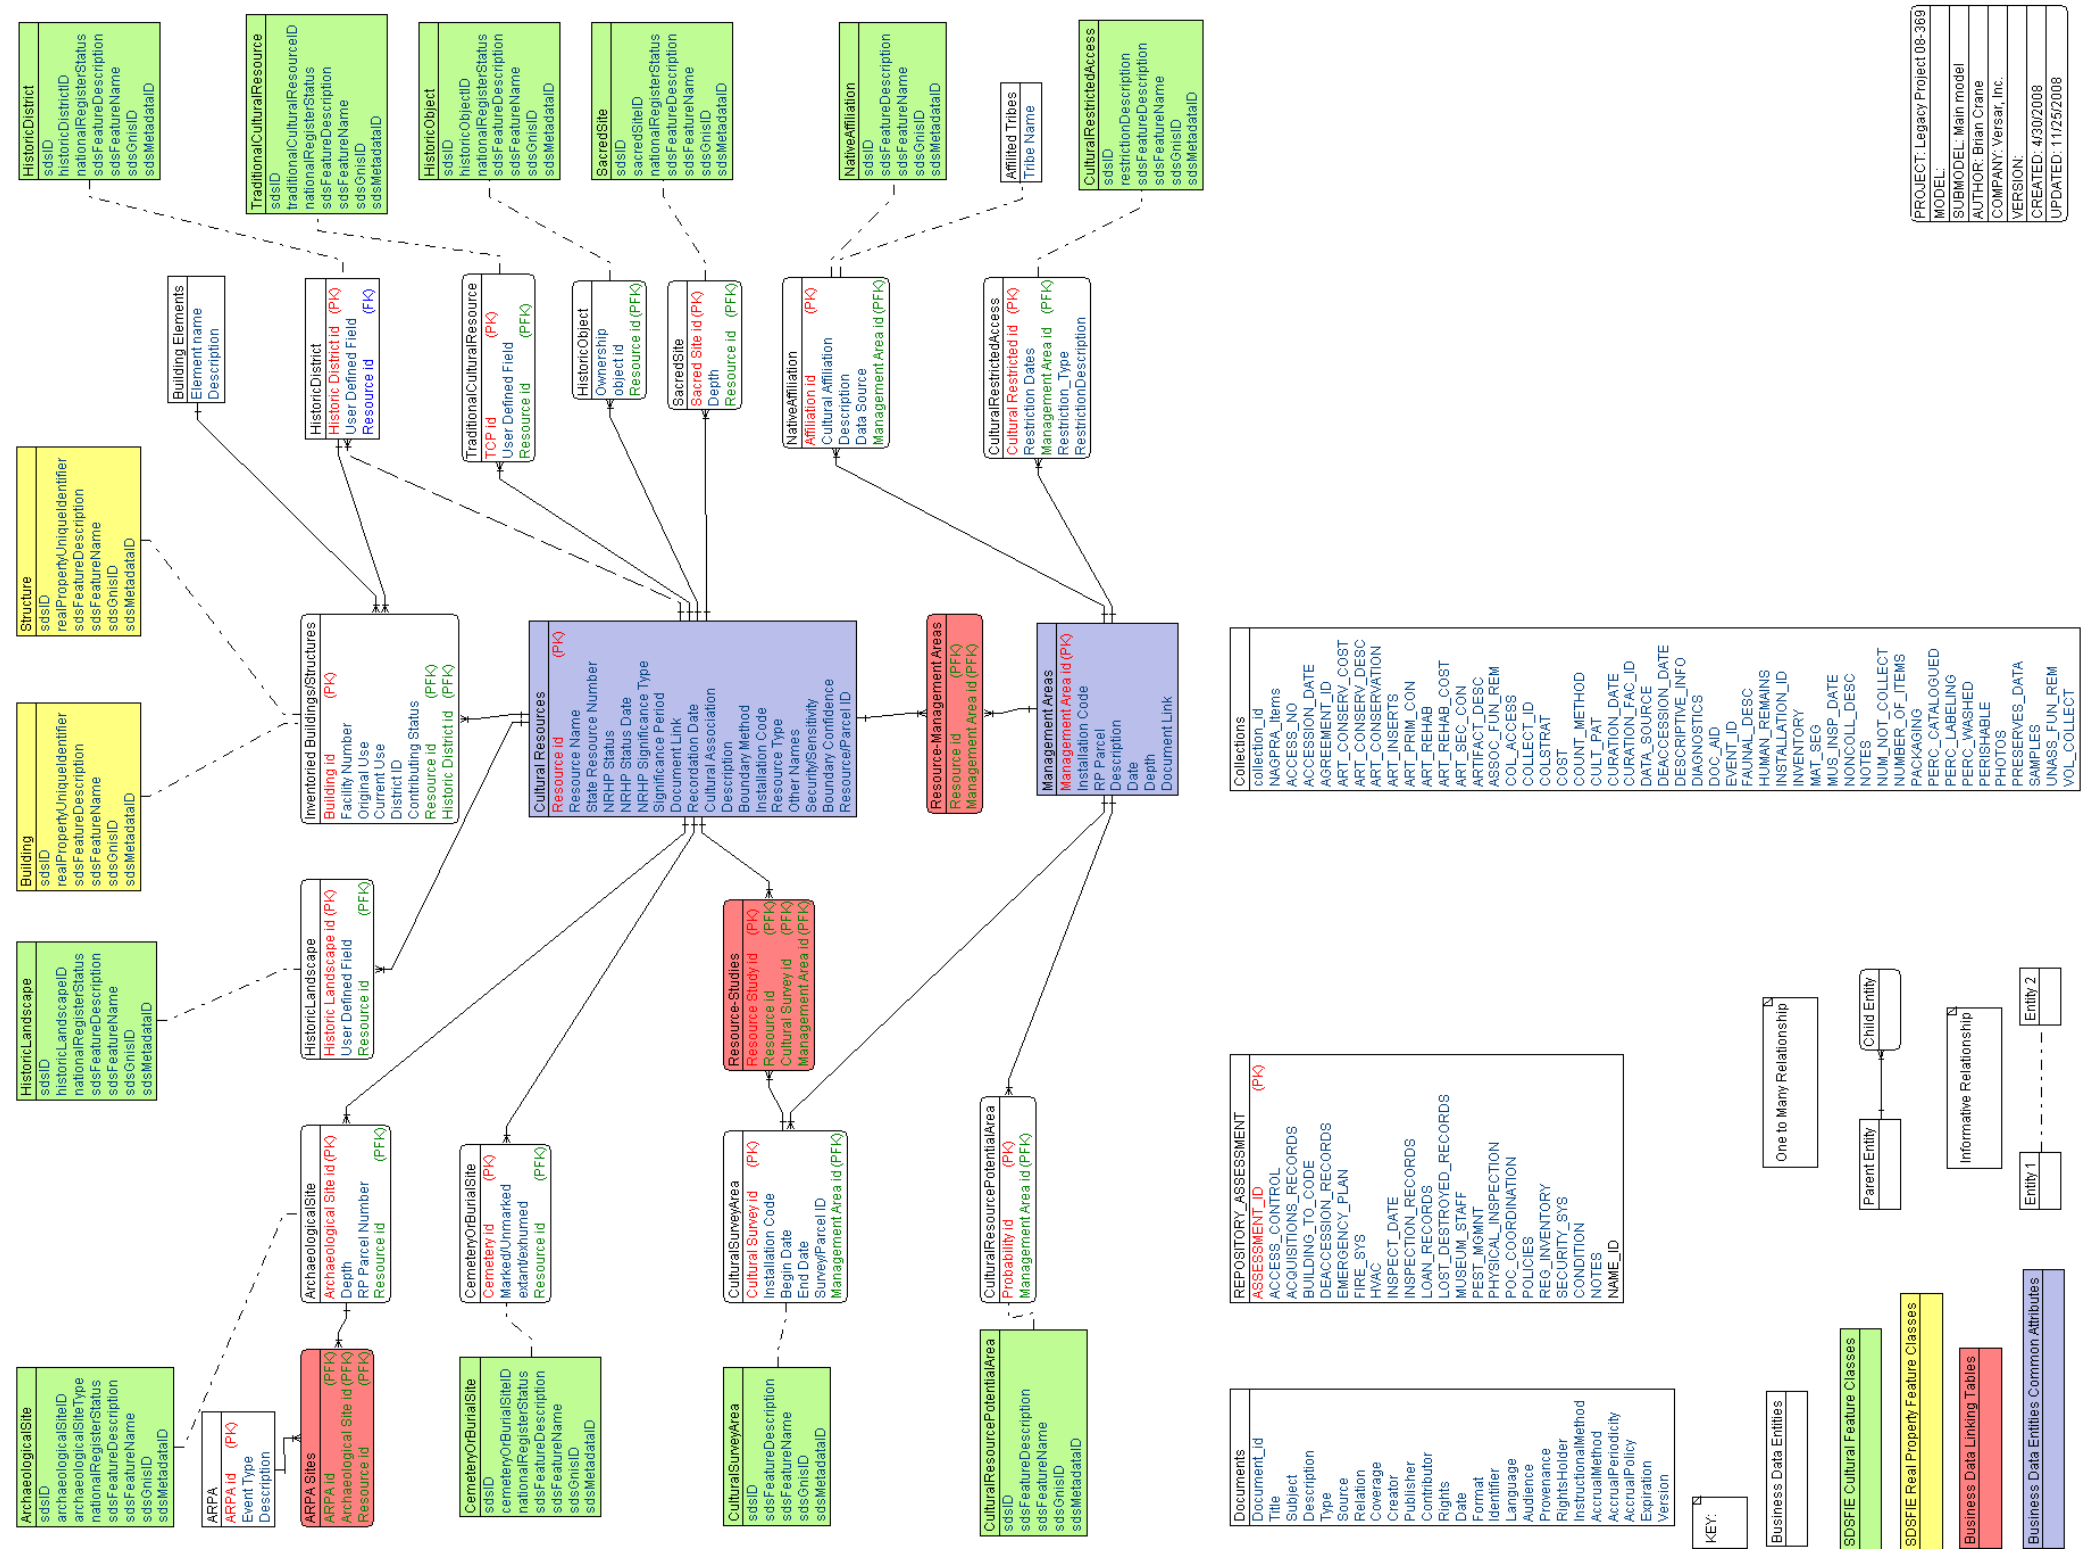 HistoricDistrict
sdsID
historicDistrictID
nationalRegisterStatus
sdsFeatureDescription
sdsFeatureName
sdsGnisID
sdsMetadataID
TraditionalCulturalResource
sdsID
traditionalCulturalResourceID
nationalRegisterStatus
sdsFeatureDescription
sdsFeatureName
sdsGnisID
sdsMetadataID
HistoricObject
sdsID
historicObjectID
nationalRegisterStatus
sdsFeatureDescription
sdsFeatureName
sdsGnisID
sdsMetadataID
SacredSite
sdsID
sacredSiteID
nationalRegisterStatus
sdsFeatureDescription
sdsFeatureName
sdsGnisID
sdsMetadataID
NativeAffiliation
sdsID
sdsFeatureDescription
sdsFeatureName
sdsGnisID
sdsMetadataID
Affilited Tribes
Tribe Name
CulturalRestrictedAccess
sdsID
restrictionDescription
sdsFeatureDescription
sdsFeatureName
sdsGnisID
sdsMetadataID
PROJECT: Legacy Project 08-369
MODEL:
SUBMODEL: Main model
AUTHOR: Brian Crane
COMPANY: Versar, Inc.
VERSION:
CREATED: 4/30/2008
UPDATED: 11/25/2008
Building Elements
Element name
Description
HistoricDistrict
Historic District id (PK)
User Defined Field
Resource id (FK)
TraditionalCulturalResource
TCP id (PK)
User Defined Field
Resource id (PFK)
HistoricObject
Ownership
object id
Resource id (PFK)
SacredSite
Sacred Site id (PK)
Depth
Resource id (PFK)
NativeAffiliation
Affiliation id (PK)
Cultural Affiliation
Description
Data Source
Management Area id (PFK)
CulturalRestrictedAccess
Cultural Restricted id (PK)
Restriction Dates
Management Area id (PFK)
Restriction_Type
RestrictionDescription
Structure
sdsID
realPropertyUniqueIdentifier
sdsFeatureDescription
sdsFeatureName
sdsGnisID
sdsMetadataID
Building
sdsID
realPropertyUniqueIdentifier
sdsFeatureDescription
sdsFeatureName
sdsGnisID
sdsMetadataID
Inventoried Buildings/Structures
Building id (PK)
Facility Number
Original Use
Current Use
District ID
Contributing Status
Resource id (PFK)
Historic District id (PFK)
Cultural Resources
Resource id (PK)
Resource Name
State Resource Number
NRHP Status
NRHP Status Date
NRHP Significance Type
Significance Period
Document Link
Recordation Date
Cultural Association
Description
Boundary Method
Installation Code
Resource Type
Other Names
Security/Sensitivity
Boundary Confidence
Resource/Parcel ID
Resource-Management Areas
Resource id (PFK)
Management Area id (PFK)
Management Areas
Management Area id (PK)
Installation Code
RP Parcel
Description
Date
Depth
Document Link
Collections
collection_id
NAGPRA_Items
ACCESS_NO
ACCESSION_DATE
AGREEMENT_ID
ART_CONSERV_COST
ART_CONSERV_DESC
ART_CONSERVATION
ART_INSERTS
ART_PRIM_CON
ART_REHAB
ART_REHAB_COST
ART_SEC_CON
ARTIFACT_DESC
ASSOC_FUN_REM
COL_ACCESS
COLLECT_ID
COLSTRAT
COST
COUNT_METHOD
CULT_PAT
CURATION_DATE
CURATION_FAC_ID
DATA_SOURCE
DEACCESSION_DATE
DESCRIPTIVE_INFO
DIAGNOSTICS
DOC_AID
EVENT_ID
FAUNAL_DESC
HUMAN_REMAINS
INSTALLATION_ID
INVENTORY
MAT_SEG
MUS_INSP_DATE
NONCOLL_DESC
NOTES
NUM_NOT_COLLECT
NUMBER_OF_ITEMS
PACKAGING
PERC_CATALOGUED
PERC_LABELING
PERC_WASHED
PERISHABLE
PHOTOS
PRESERVES_DATA
SAMPLES
UNASS_FUN_REM
VOL_COLLECT
HistoricLandscape
sdsID
historicLandscapeID
nationalRegisterStatus
sdsFeatureDescription
sdsFeatureName
sdsGnisID
sdsMetadataID
HistoricLandscape
Historic Landscape id (PK)
User Defined Field
Resource id (PFK)
Resource-Studies
Resource Study id (PK)
Resource id (PFK)
Cultural Survey id (PFK)
Management Area id (PFK)
ArchaeologicalSite
Archaeological Site id (PK)
Depth
RP Parcel Number
Resource id (PFK)
CemeteryOrBurialSite
Cemetery id (PK)
Marked/Unmarked
extant/exhumed
Resource id (PFK)
CulturalSurveyArea
Cultural Survey id (PK)
Installation Code
Begin Date
End Date
Survey/Parcel ID
Management Area id (PFK)
CulturalResourcePotentialArea
Probability id (PK)
Management Area id (PFK)
REPOSITORY_ASSESSMENT
ASSESSMENT_ID (PK)
ACCESS_CONTROL
ACQUISITIONS_RECORDS
BUILDING_TO_CODE
DEACCESSION_RECORDS
EMERGENCY_PLAN
FIRE_SYS
HVAC
INSPECT_DATE
INSPECTION_RECORDS
LOAN_RECORDS
LOST_DESTROYED_RECORDS
MUSEUM_STAFF
PEST_MGMNT
PHYSICAL_INSPECTION
POC_COORDINATION
POLICIES
REG_INVENTORY
SECURITY_SYS
CONDITION
NOTES
NAME_ID
One to Many Relationship
Parent Entity
Child Entity
Informative Relationship
Entity 1
Entity 2
ArchaeologicalSite
sdsID
archaeologicalSiteID
archaeologicalSiteType
nationalRegisterStatus
sdsFeatureDescription
sdsFeatureName
sdsGnisID
sdsMetadataID
ARPA
ARPA id (PK)
Event Type
Description
ARPA Sites
ARPA id (PFK)
Archaeological Site id (PFK)
Resource id (PFK)
CemeteryOrBurialSite
sdsID
cemeteryOrBurialSiteID
nationalRegisterStatus
sdsFeatureDescription
sdsFeatureName
sdsGnisID
sdsMetadataID
CulturalSurveyArea
sdsID
sdsFeatureDescription
sdsFeatureName
sdsGnisID
sdsMetadataID
CulturalResourcePotentialArea
sdsID
sdsFeatureDescription
sdsFeatureName
sdsGnisID
sdsMetadataID
Documents
Document_id
Title
Subject
Description
Type
Source
Relation
Coverage
Creator
Publisher
Contributor
Rights
Date
Format
Identifier
Language
Audience
Provenance
RightsHolder
InstructionalMethod
AccrualMethod
AccrualPeriodicity
AccrualPolicy
Expiration
Version
KEY:
Business Data Entities
SDSFIE Cultural Feature Classes
SDSFIE Real Property Feature Classes
Business Data Linking Tables
Business Data Entities Common Attributes